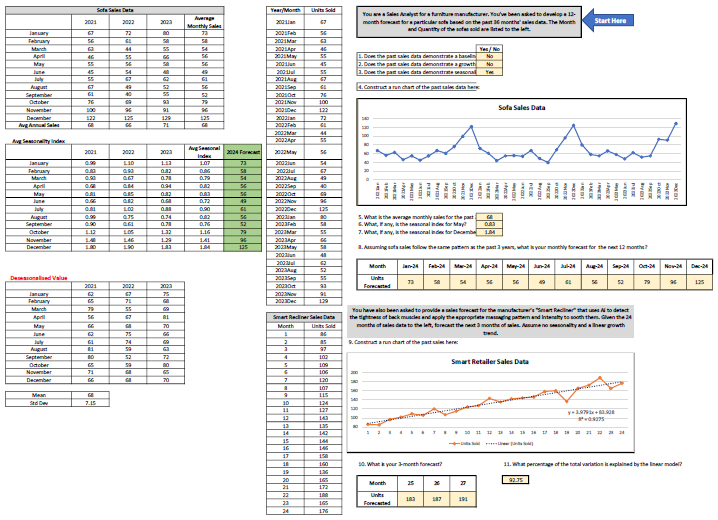 Sofa Sales Data
2021 2022 2023 Average Monthly Sales
January 67 72 80 73
February 56 61 58 58
March 63 44 55 54
April 46 55 66 56
May 55 56 58 56
June 45 54 48 49
July 55 67 62 61
August 67 49 52 56
September 61 40 55 52
October 76 69 93 79
November 100 96 91 96
December 122 125 129 125
Avg Annual Sales 68 66 71 68
Avg Seasonality Index
2021 2022 2023 Avg Seasonal Index 2024 Forecast
January 0.99 1.10 1.13 1.07 73
February 0.83 0.93 0.82 0.86 58
March 0.93 0.67 0.78 0.79 54
April 0.68 0.84 0.94 0.82 56
May 0.81 0.85 0.82 0.83 56
June 0.66 0.82 0.68 0.72 49
July 0.81 1.02 0.88 0.90 61
August 0.99 0.75 0.74 0.82 56
September 0.90 0.61 0.78 0.76 52
October 1.12 1.05 1.32 1.16 79
November 1.48 1.46 1.29 1.41 96
December 1.80 1.90 1.83 1.84 125
Deseasonalized Value
2021 2022 2023
January 62 67 75
February 65 71 68
March 79 55 69
April 56 67 81
May 66 68 70
June 62 75 66
July 61 74 69
August 81 59 63
September 80 52 72
October 65 59 80
November 71 68 65
December 66 68 70
Mean 68
Std Dev 7.15
Year/Month Units Sold
2021Jan 67
2021Feb 56
2021Mar 63
2021Apr 46
2021May 55
2021Jun 45
2021Jul 55
2021Aug 67
2021Sep 61
2021Oct 76
2021Nov 100
2021Dec 122
2022Jan 72
2022Feb 61
2022Mar 44
2022Apr 55
2022May 56
2022Jun 54
2022Jul 67
2022Aug 49
2022Sep 40
2022Oct 69
2022Nov 96
2022Dec 125
2023Jan 80
2023Feb 58
2023Mar 55
2023Apr 66
2023May 58
2023Jun 48
2023Jul 62
2023Aug 52
2023Sep 55
2023Oct 93
2023Nov 91
2023Dec 129
Smart Recliner Sales Data
Month Units Sold
1 86
2 85
3 97
4 102
5 109
6 106
7 120
8 107
9 115
10 124
11 127
12 143
13 135
14 142
15 144
16 146
17 158
18 160
19 136
20 165
21 172
22 188
23 165
24 176
You are a Sales Analyst for a furniture manufacturer. You've been asked to develop a 12-
month forecast for a particular sofa based on the past 36 months' sales data. The Month
and Quantity of the sofas sold are listed to the left.
Start Here
Yes / No
1. Does the past sales data demonstrate a baselin No
2. Does the past sales data demonstrate a growth No
3. Does the past sales data demonstrate seasonal Yes
4. Construct a run chart of the past sales data here:
Sofa Sales Data
140
120
100
80
60
40
20
0
2021Jan 2021Feb 2021Mar 2021Apr 2021May 2021Jun 2021Jul 2021Aug 2021Sep 2021Oct 2021Nov 2021Dec 2022Jan 2022Feb 2022Mar 2022Apr 2022May 2022Jun 2022Jul 2022Aug 2022Sep 2022Oct 2022Nov 2022Dec 2023Jan 2023Feb 2023Mar 2023Apr 2023May 2023Jun 2023Jul 2023Aug 2023Sep 2023Oct 2023Nov 2023Dec
5. What is the average monthly sales for the past 68
6. What, if any, is the seasonal index for May? 0.83
7. What, if any, is the seasonal index for Decembe 1.84
8. Assuming sofa sales follow the same pattern as the past 3 years, what is your monthly forecast for the next 12 months?
Month Jan-24 Feb-24 Mar-24 Apr-24 May-24 Jun-24 Jul-24 Aug-24 Sep-24 Oct-24 Nov-24 Dec-24
Units Forecasted 73 58 54 56 56 49 61 56 52 79 96 125
You have also been asked to provide a sales forecast for the manufacturer's "Smart Recliner" that uses AI to detect
the tightness of back muscles and apply the appropriate massaging pattern and intensity to sooth them. Given the 24
months of sales data to the left, forecast the next 3 months of sales. Assume no seasonality and a linear growth
trend.
9. Construct a run chart of the past sales here:
Smart Retailer Sales Data
200
180
160
140
120
100
80
1 2 3 4 5 6 7 8 9 10 11 12 13 14 15 16 17 18 19 20 21 22 23 24
y = 3.9791x + 83.928
R² = 0.9275
Units Sold Linear (Units Sold)
10. What is your 3-month forecast?
11. What percentage of the total variation is explained by the linear model?
Month 25 26 27
Units Forecasted 183 187 191
92.75